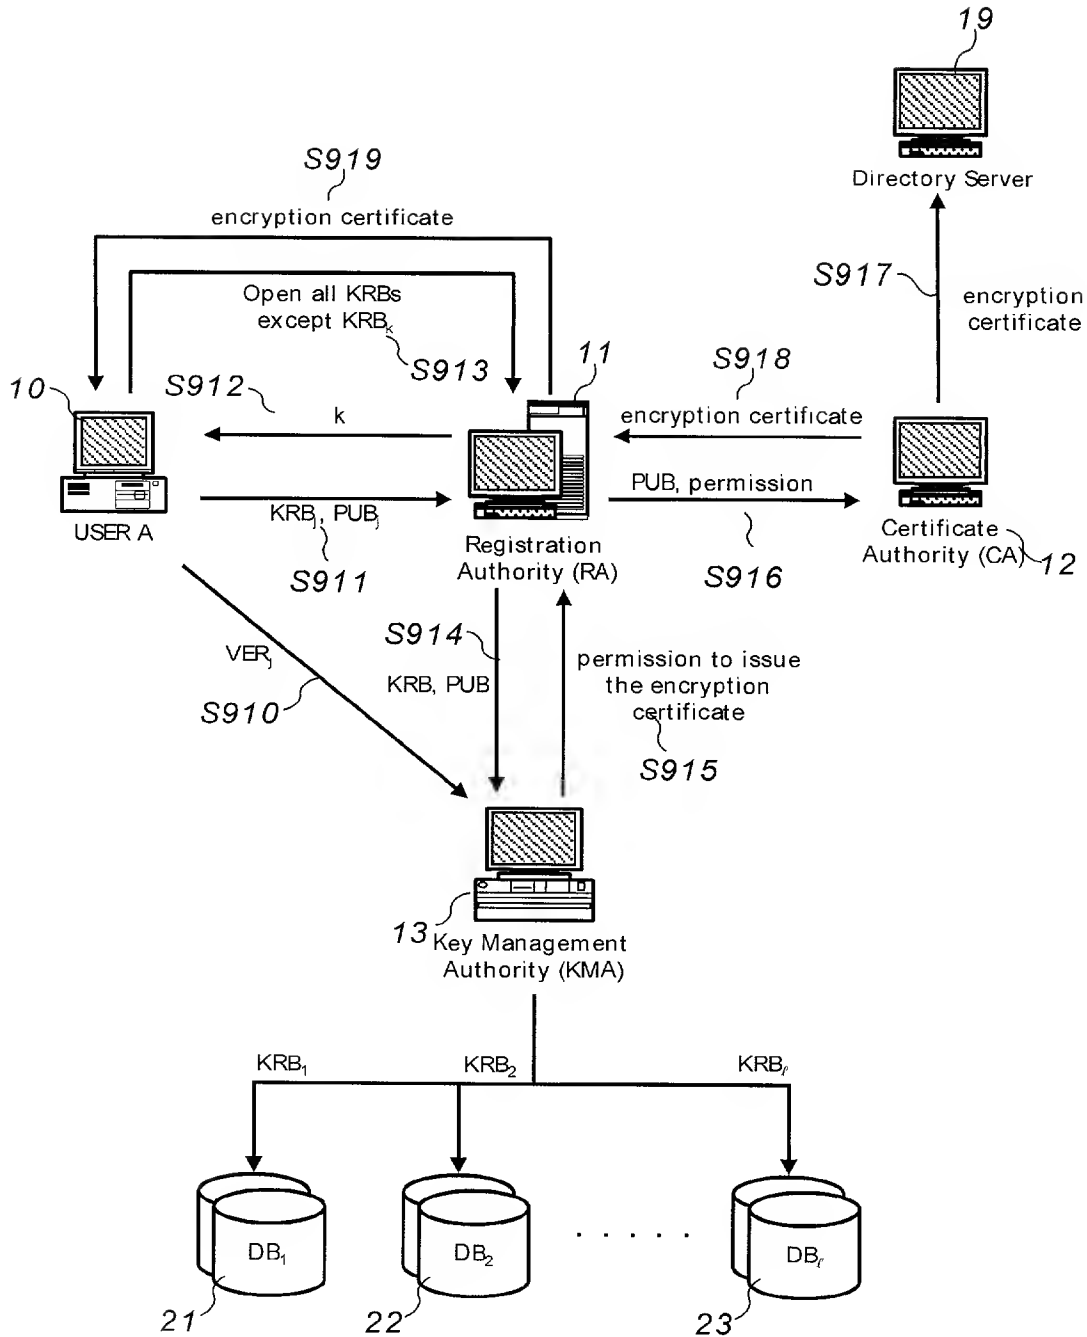 19
Directory Server
S919
encryption certificate
S917
encryption
certificate
Open all KRBs
except KRBk
S913
S912
10
k
11
S918
encryption certificate
USER A
KRBj, PUBj
S911
Registration
Authority (RA)
PUB, permission
S916
Certificate
Authority (CA)
12
VERj
S910
S914
KRB, PUB
permission to issue
the encryption
certificate
S915
13
Key Management
Authority (KMA)
KRB1
KRB2
KRBℓ
DB1
DB2
. . . . .
DBℓ
21
22
23